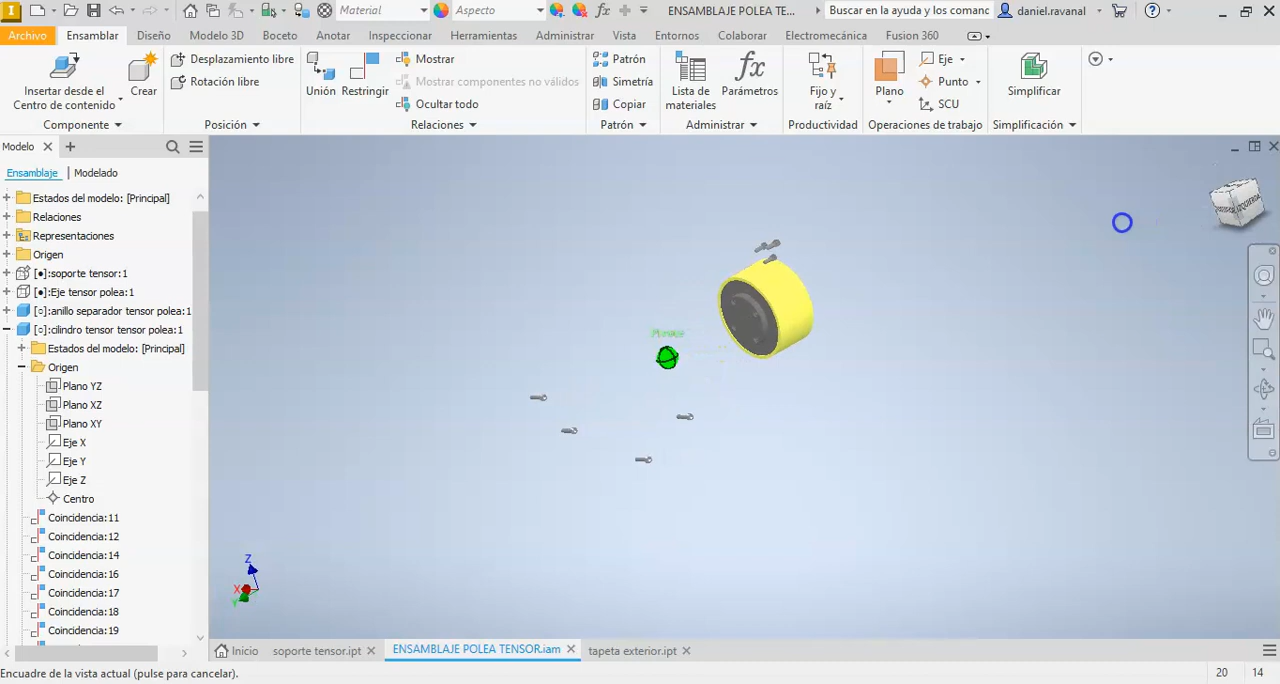 Material
Aspecto
ENSAMBLAJE POLEA TE...
Buscar en la ayuda y los comanc
daniel.ravanal
Archivo
Ensamblar
Diseño
Modelo 3D
Boceto
Anotar
Inspeccionar
Herramientas
Administrar
Vista
Entornos
Colaborar
Electromecánica
Fusion 360
Insertar desde el
Centro de contenido
Crear
Desplazamiento libre
Rotación libre
Unión
Restringir
Mostrar
Mostrar componentes no válidos
Ocultar todo
Patrón
Simetría
Copiar
Lista de
materiales
Parámetros
Fijo y
raíz
Plano
Eje
Punto
SCU
Simplificar
Componente
Posición
Relaciones
Patrón
Administrar
Productividad
Operaciones de trabajo
Simplificación
Modelo
Ensamblaje
Modelado
Estados del modelo: [Principal]
Relaciones
Representaciones
Origen
[●]:soporte tensor:1
[●]:Eje tensor polea:1
[○]:anillo separador tensor polea:1
[○]:cilindro tensor tensor polea:1
Estados del modelo: [Principal]
Origen
Plano YZ
Plano XZ
Plano XY
Eje X
Eje Y
Eje Z
Centro
Coincidencia:11
Coincidencia:12
Coincidencia:14
Coincidencia:16
Coincidencia:17
Coincidencia:18
Coincidencia:19
IZQUIERDA
Pivote
Z
X
Y
Inicio
soporte tensor.ipt
ENSAMBLAJE POLEA TENSOR.iam
tapeta exterior.ipt
Encuadre de la vista actual (pulse para cancelar).
20
14